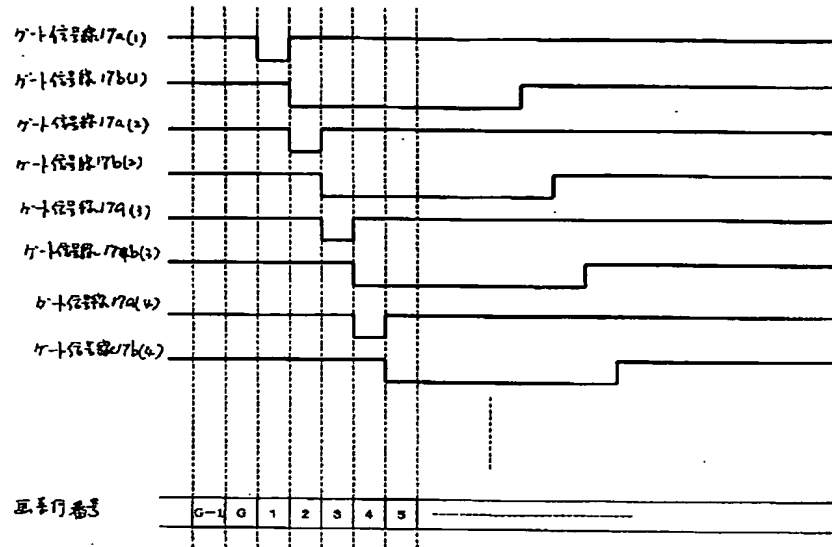 ゲート信号線17a(1)
ゲート信号線17b(1)
ゲート信号線17a(2)
ゲート信号線17b(2)
ゲート信号線17a(3)
ゲート信号線17b(3)
ゲート信号線17a(4)
ゲート信号線17b(4)
画素行番号 G-1 G 1 2 3 4 5